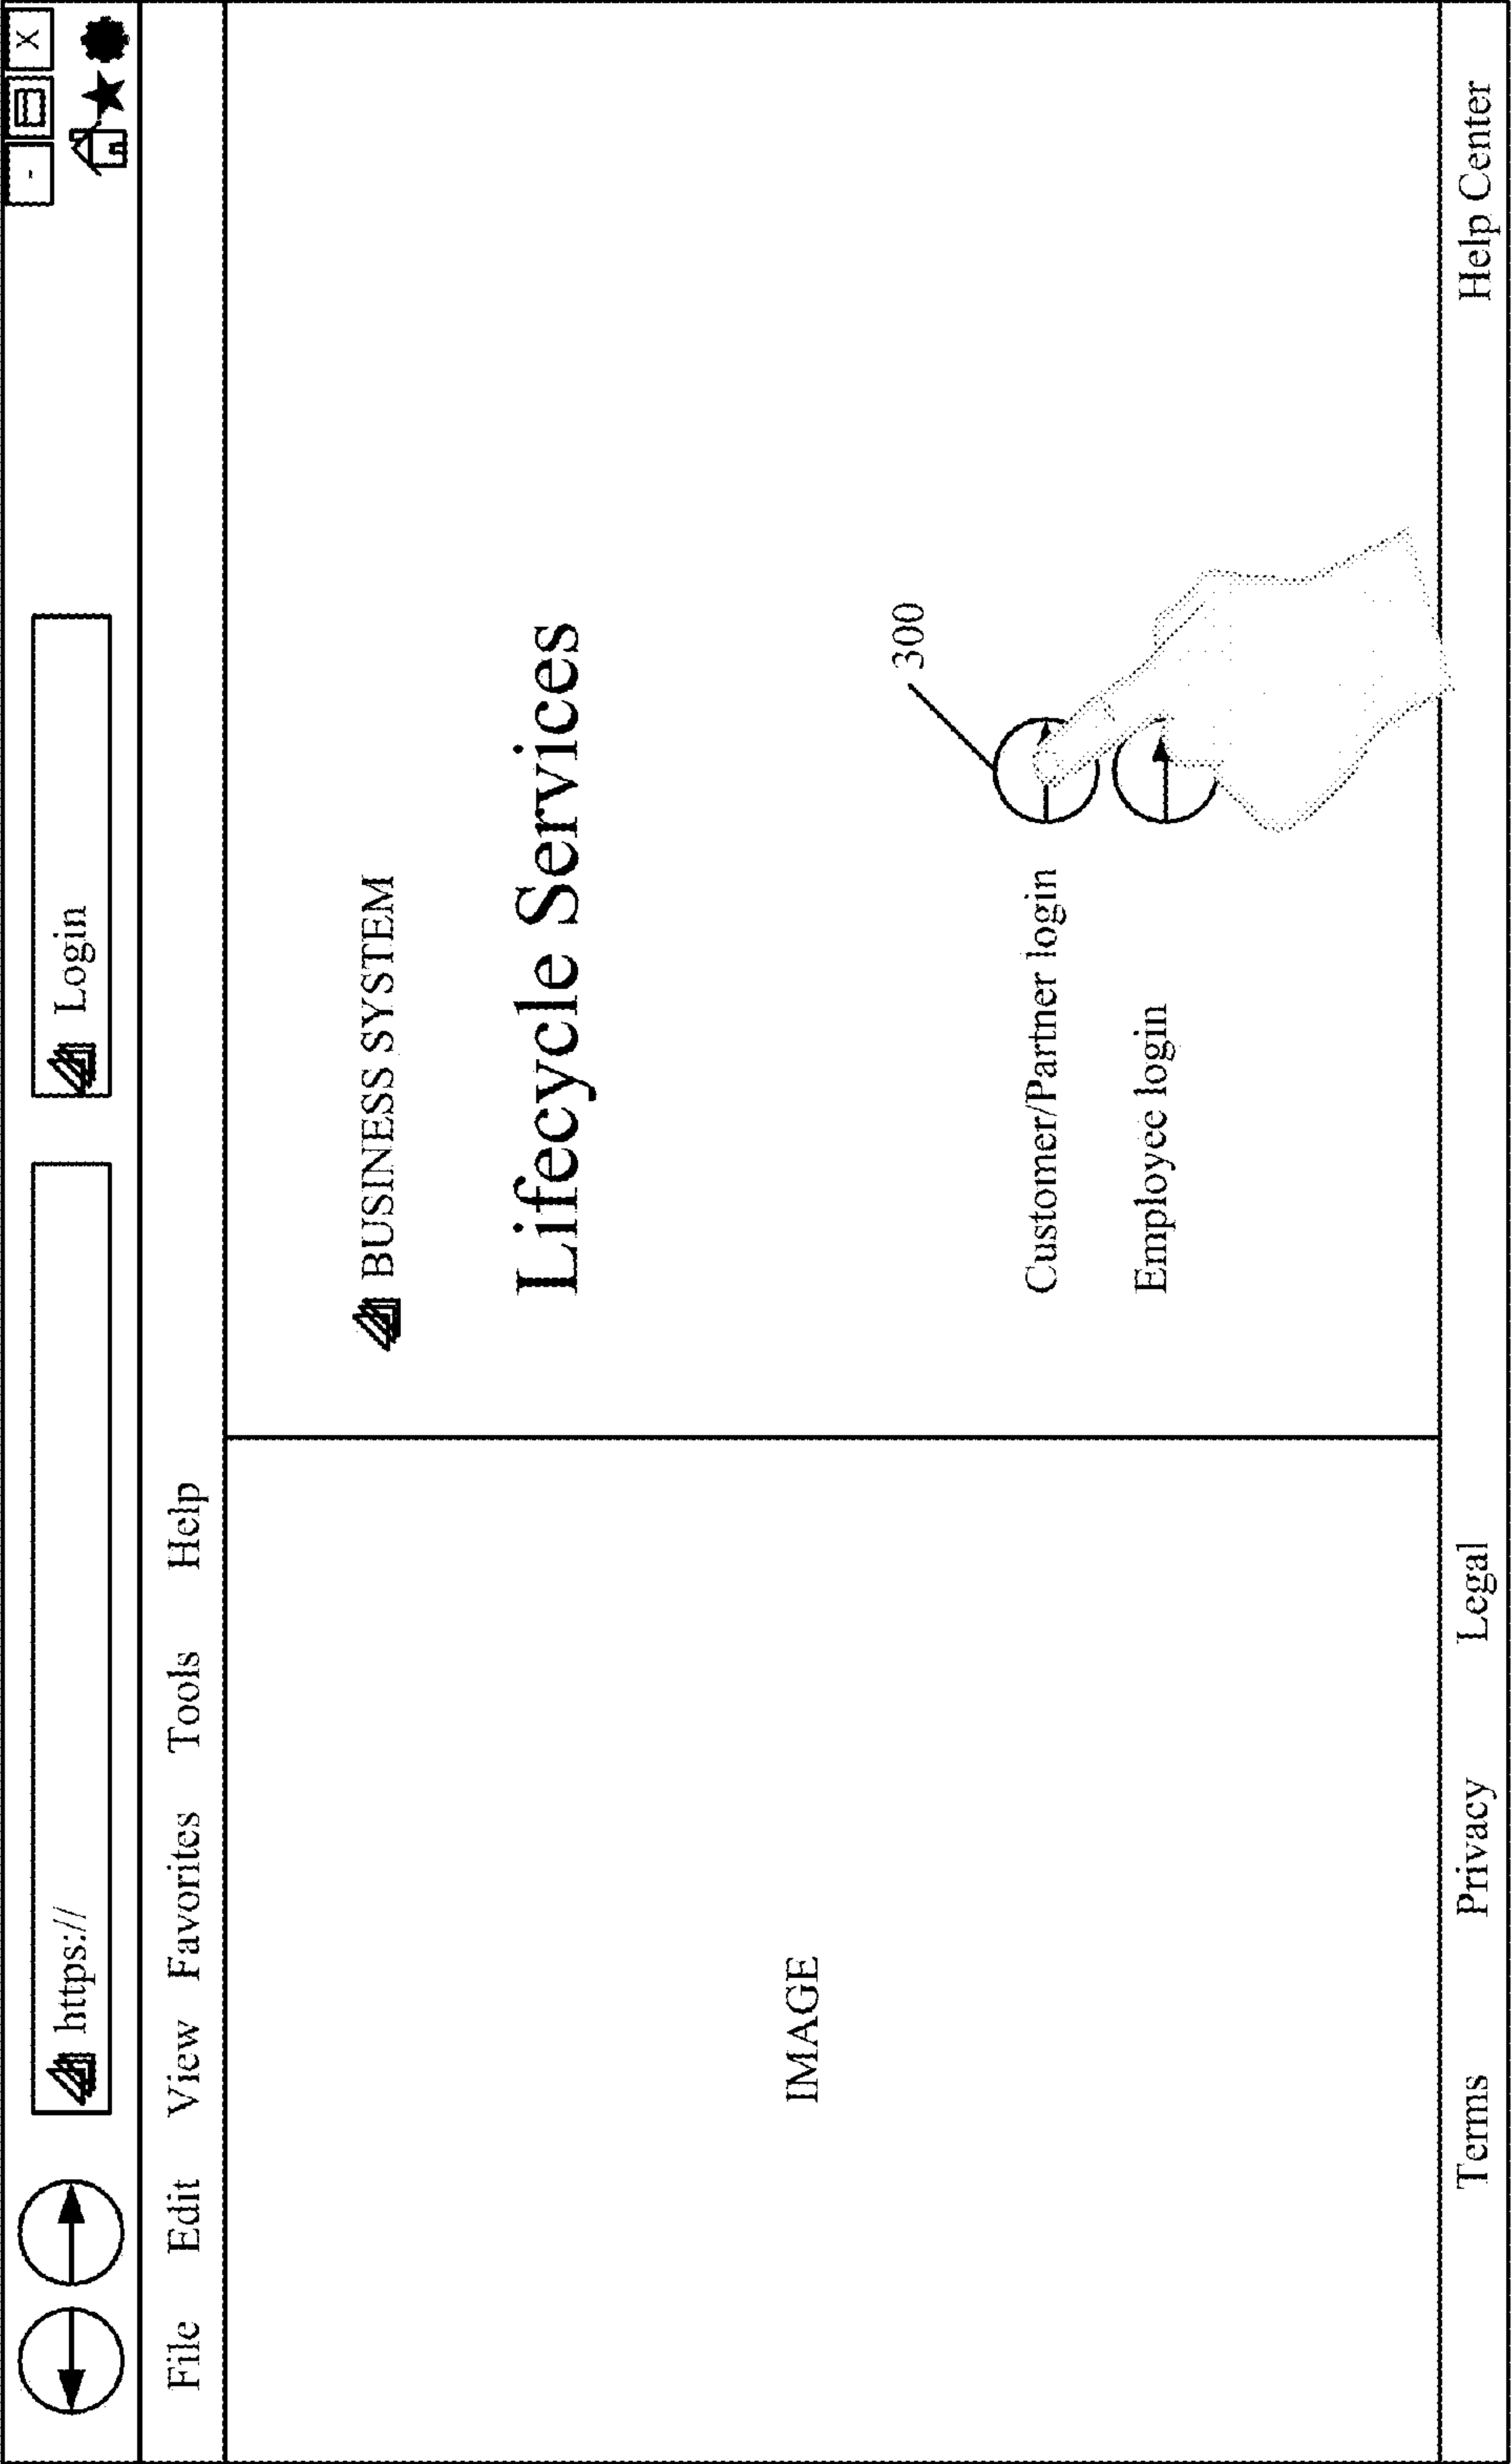 - X
https://
Login
File Edit View Favorites Tools Help
BUSINESS SYSTEM
Lifecycle Services
IMAGE
300
Customer/Partner login
Employee login
Terms Privacy Legal Help Center